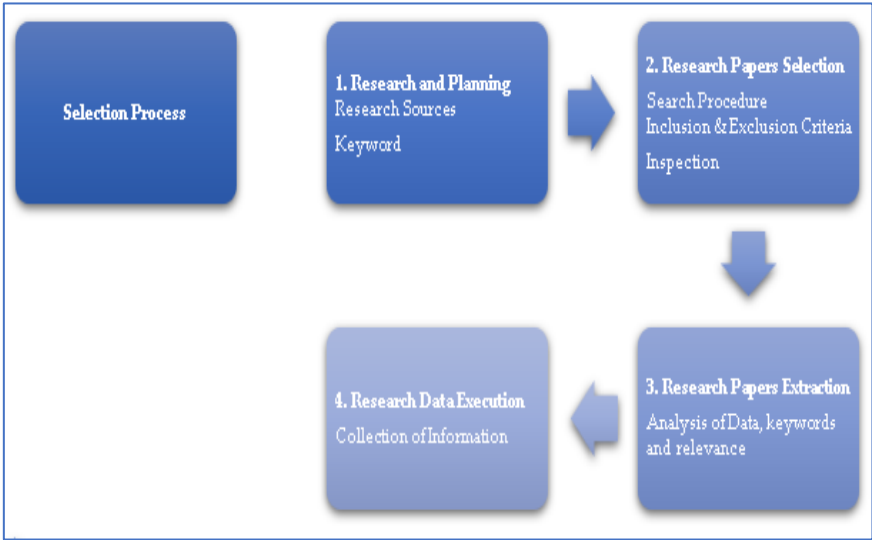 Selection Process
1. Research and Planning
Research Sources
Keyword
2. Research Papers Selection
Search Procedure
Inclusion & Exclusion Criteria
Inspection
3. Research Papers Extraction
Analysis of Data, keywords
and relevance
4. Research Data Execution
Collection of Information